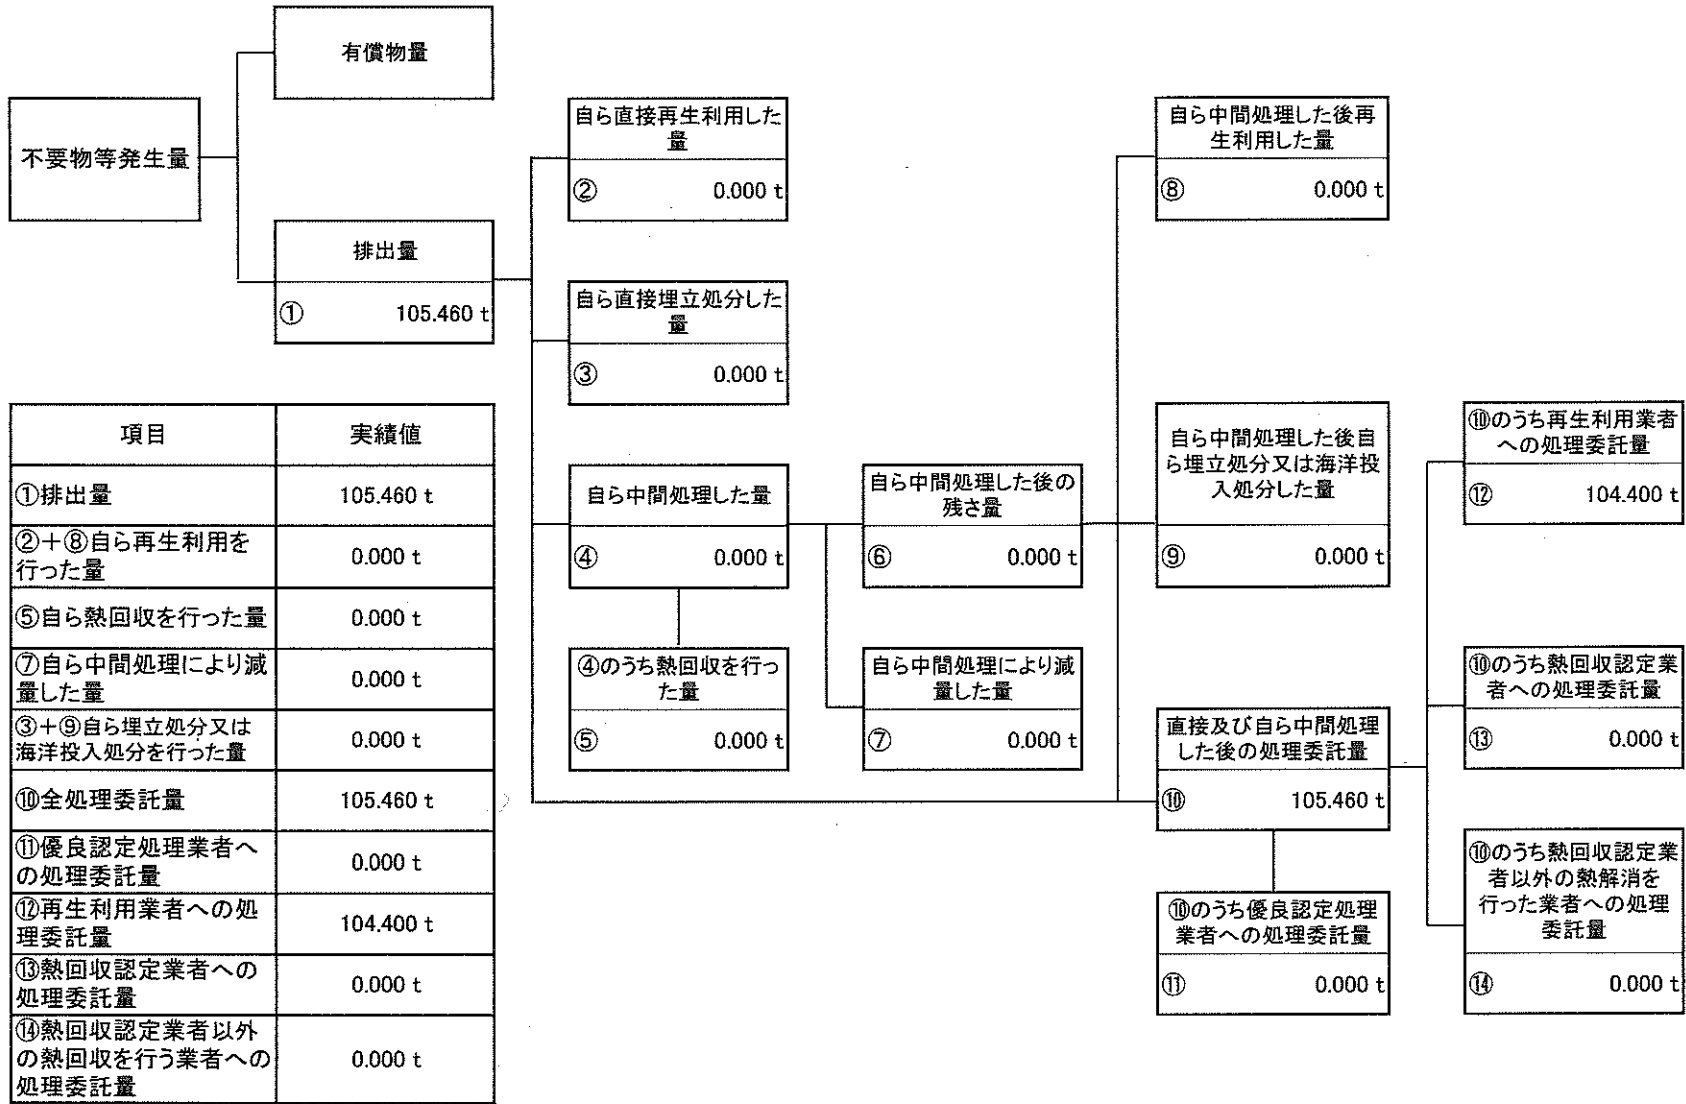 有償物量
不要物等発生量
排出量
① 105.460 t
自ら直接再生利用した
量
② 0.000 t
自ら直接埋立処分した
量
③ 0.000 t
自ら中間処理した量
④ 0.000 t
④のうち熱回収を行っ
た量
⑤ 0.000 t
自ら中間処理した後の
残さ量
⑥ 0.000 t
自ら中間処理により減
量した量
⑦ 0.000 t
自ら中間処理した後再
生利用した量
⑧ 0.000 t
自ら中間処理した後自
ら埋立処分又は海洋投
入処分した量
⑨ 0.000 t
直接及び自ら中間処理
した後の処理委託量
⑩ 105.460 t
⑩のうち優良認定処理
業者への処理委託量
⑪ 0.000 t
⑩のうち再生利用業者
への処理委託量
⑫ 104.400 t
⑩のうち熱回収認定業
者への処理委託量
⑬ 0.000 t
⑩のうち熱回収認定業
者以外の熱解消を
行った業者への処理
委託量
⑭ 0.000 t
項目 実績値
①排出量 105.460 t
②＋⑧自ら再生利用を
行った量 0.000 t
⑤自ら熱回収を行った量 0.000 t
⑦自ら中間処理により減
量した量 0.000 t
③＋⑨自ら埋立処分又は
海洋投入処分を行った量 0.000 t
⑩全処理委託量 105.460 t
⑪優良認定処理業者へ
の処理委託量 0.000 t
⑫再生利用業者への処
理委託量 104.400 t
⑬熱回収認定業者への
処理委託量 0.000 t
⑭熱回収認定業者以外
の熱回収を行う業者への
処理委託量 0.000 t